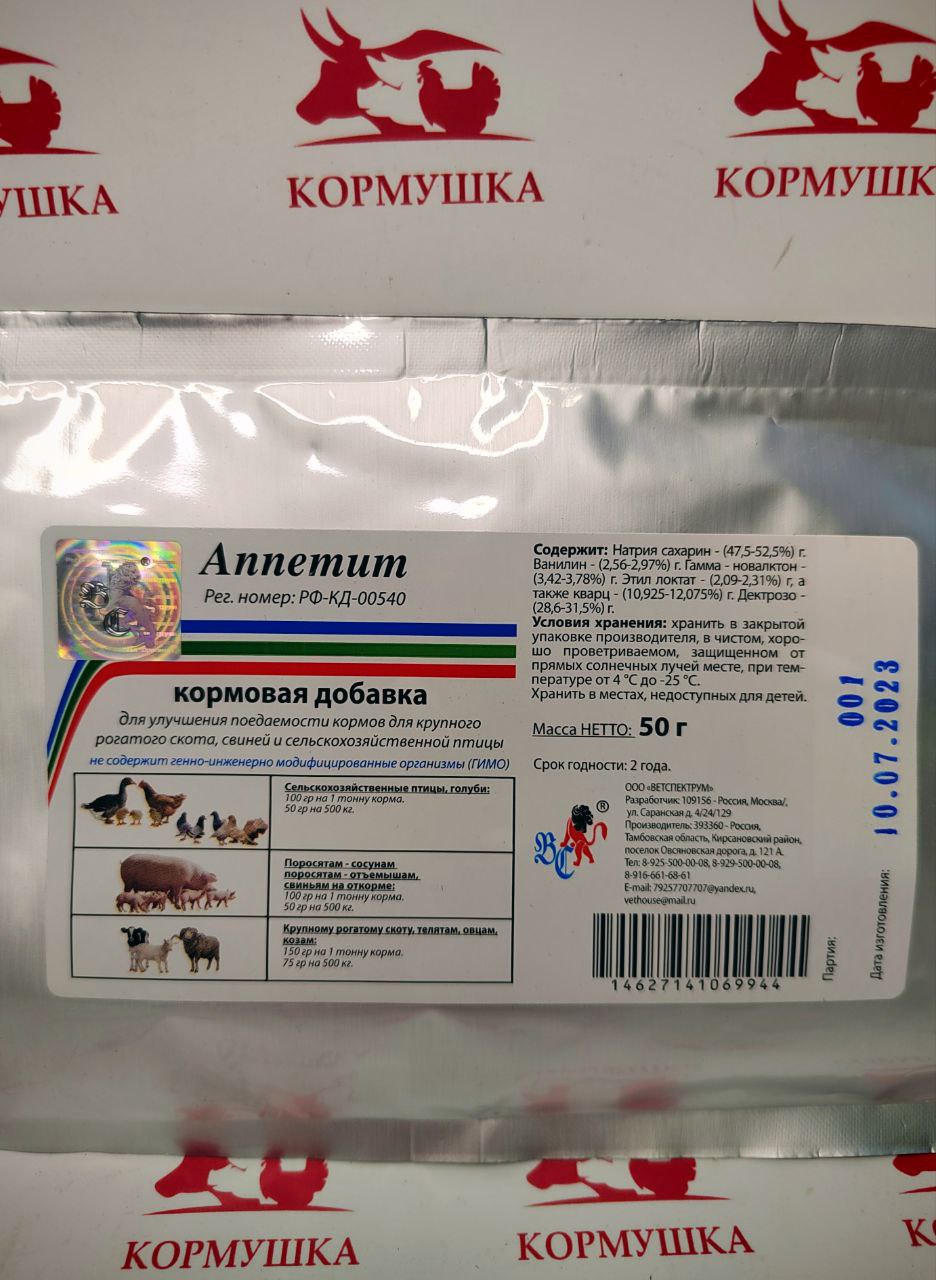 КОРМУШКА
КОРМУШК
УШКА
Аппетит
Рег. номер: РФ-КД-00540
кормовая добавка
для улучшения поедаемости кормов для крупного
рогатого скота, свиней и сельскохозяйственной птицы
не содержит генно-инженерно модифицированные организмы (ГИМО)
Сельскохозяйственные птицы, голуби:
100 гр на 1 тонну корма.
50 гр на 500 кг.
Поросятам - сосунам
поросятам - отъемышам,
свиньям на откорме:
100 гр на 1 тонну корма.
50 гр на 500 кг.
Крупному рогатому скоту, телятам, овцам,
козам:
150 гр на 1 тонну корма.
75 гр на 500 кг.
Содержит: Натрия сахарин - (47,5-52,5%) г.
Ванилин - (2,56-2,97%) г. Гамма - новалктон -
(3,42-3,78%) г. Этил локтат - (2,09-2,31%) г, а
также кварц - (10,925-12,075%) г. Дектрозо -
(28,6-31,5%) г.
Условия хранения: хранить в закрытой
упаковке производителя, в чистом, хоро-
шо проветриваемом, защищенном от
прямых солнечных лучей месте, при тем-
пературе от 4 °С до -25 °С.
Хранить в местах, недоступных для детей.
Масса НЕТТО: 50 г
Срок годности: 2 года.
ВС®
ООО «ВЕТСПЕКТРУМ»
Разработчик: 109156 - Россия, Москва/,
ул. Саранская д. 4/24/129
Производитель: 393360 - Россия,
Тамбовская область, Кирсановский район,
поселок Овсяновская дорога, д. 121 А.
Тел: 8-925-500-00-08, 8-929-500-00-08,
8-916-661-68-61
E-mail: 79257707707@yandex.ru,
vethouse@mail.ru
14627141069944
Партия:
001
Дата изготовления:
10.07.2023
КОРМУШКА
КОРМУШКА
К